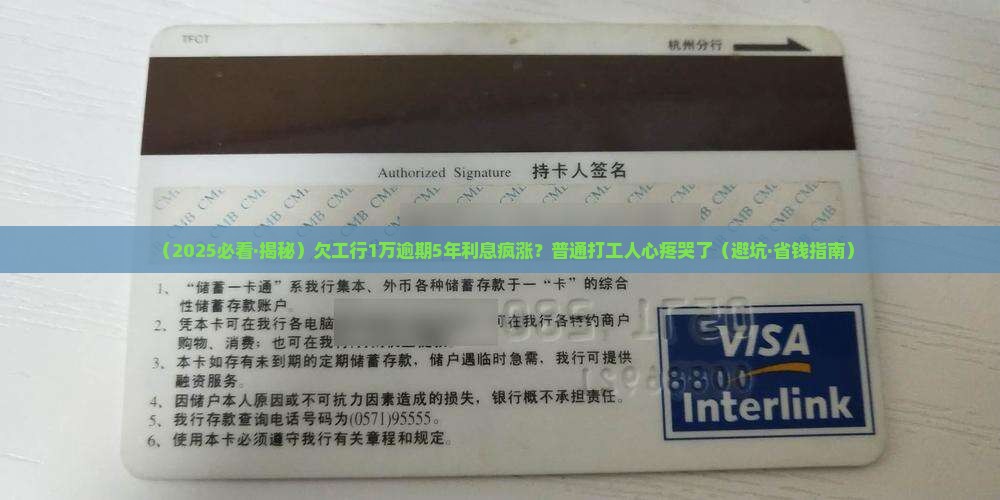 TFCT
杭州分行
Authorized Signature 持卡人签名
CMB CMB CMB CMB CMB CMB
（2025必看·揭秘）欠工行1万逾期5年利息疯涨？普通打工人心疼哭了（避坑·省钱指南）
1、“储蓄一卡通”系我行集本、外币各种储蓄存款于一“卡”的综合
性储蓄存款账户
2、凭本卡可在我行各电脑 可在我行各特约商户
购物、消费；也可在我
3、本卡如存有未到期的定期储蓄存款，储户遇临时急需，我行可提供
融资服务。
4、因储户本人原因或不可抗力因素造成的损失，银行概不承担责任。
5、我行存款查询电话号码为(0571)95555。
6、使用本卡必须遵守我行有关章程和规定。
VISA
Interlink